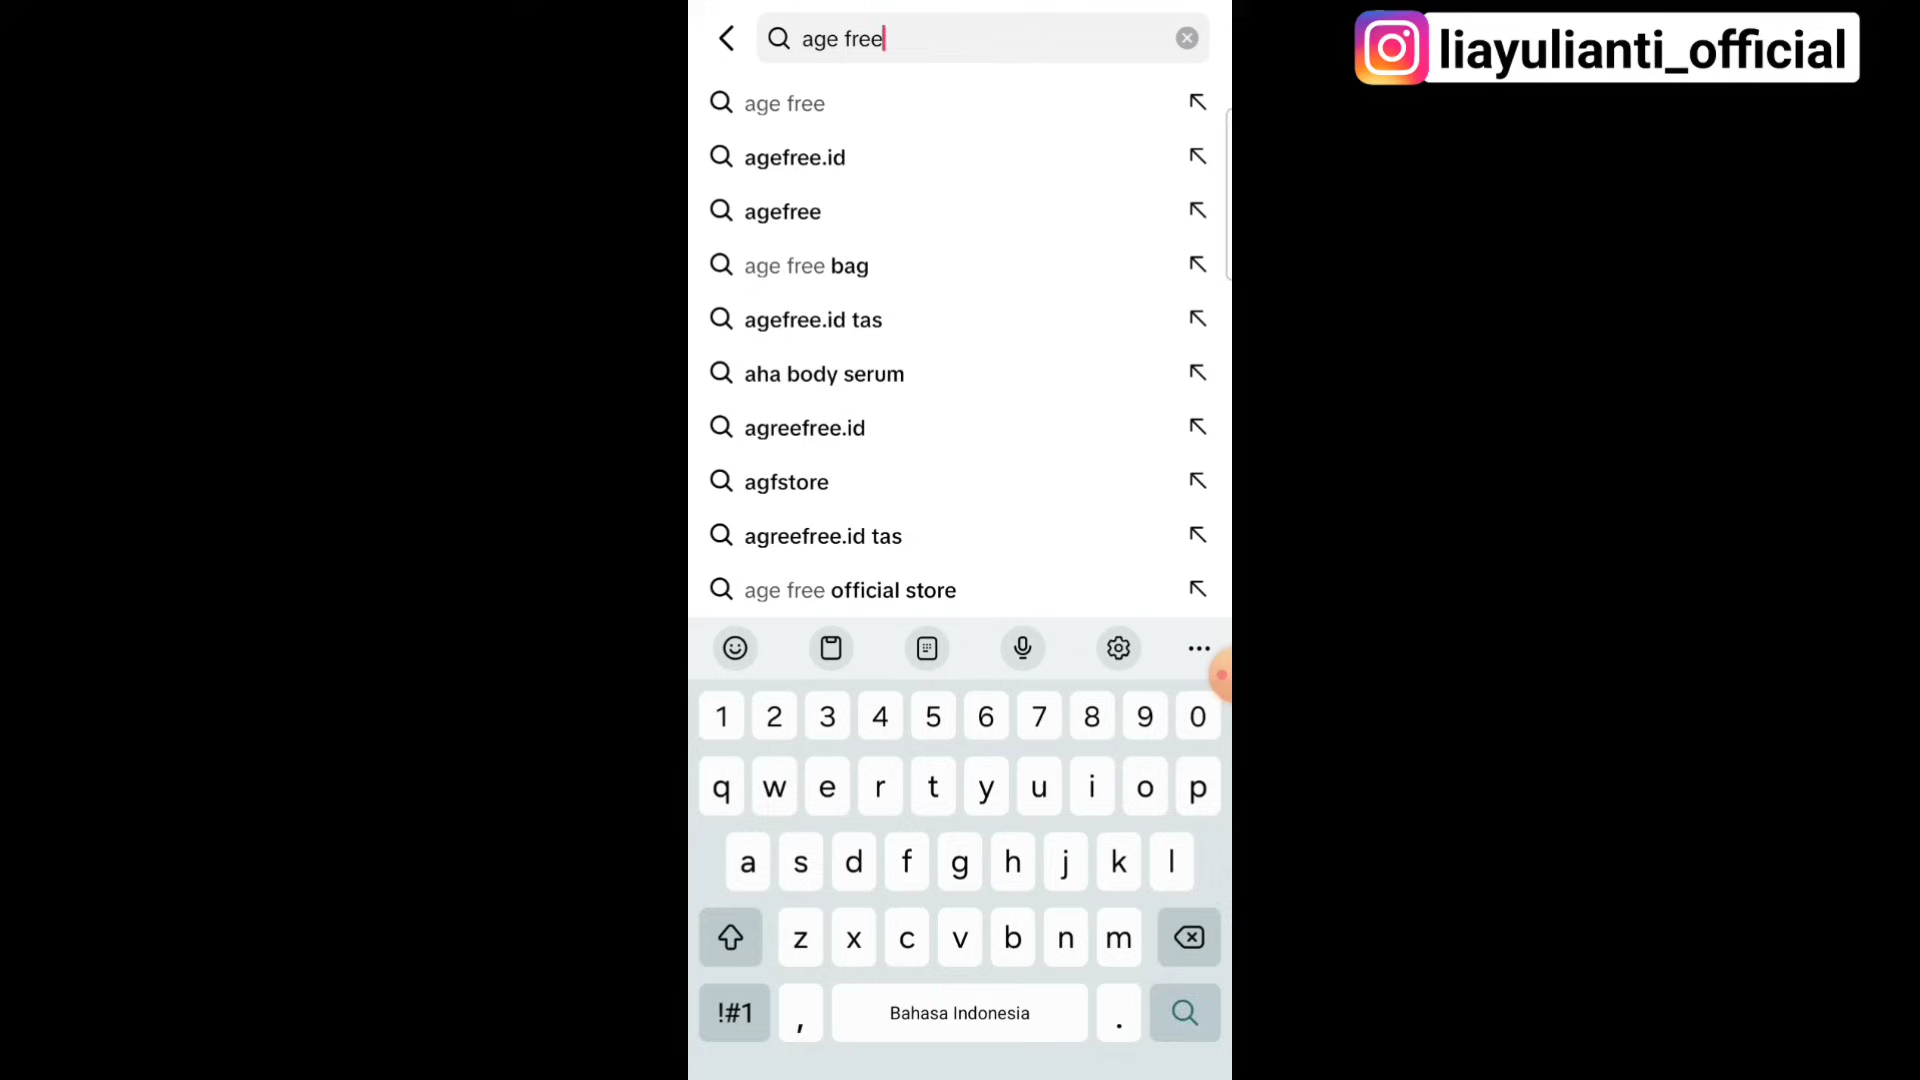 age free
liayulianti_official
age free
agefree.id
agefree
age free bag
agefree.id tas
aha body serum
agreefree.id
agfstore
agreefree.id tas
age free official store
1 2 3 4 5 6 7 8 9 0
q w e r t y u i o p
a s d f g h j k l
z x c v b n m
!#1 , Bahasa Indonesia .